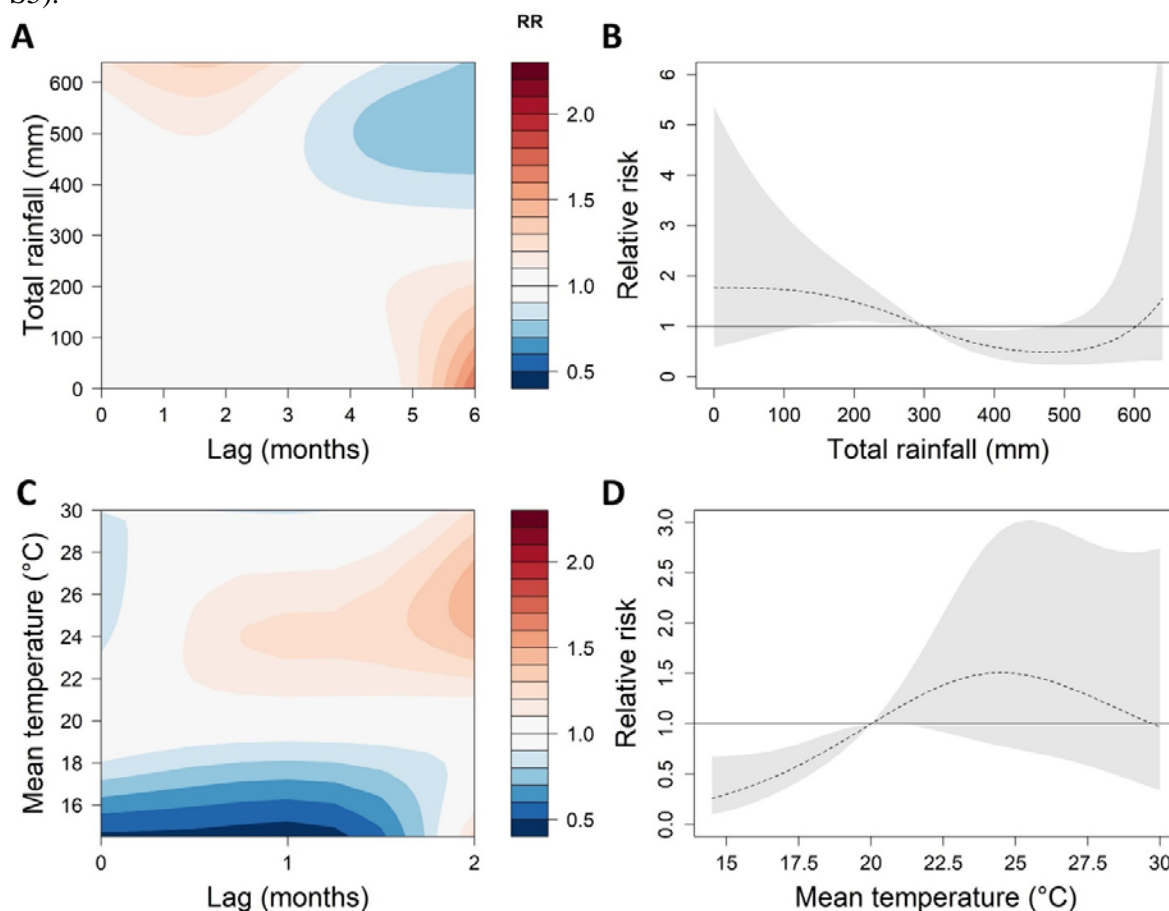 S5).
A
RR
Total rainfall (mm)
600
500
400
300
200
100
0
0 1 2 3 4 5 6
Lag (months)
2.0
1.5
1.0
0.5
B
Relative risk
6
5
4
3
2
1
0
0 100 200 300 400 500 600
Total rainfall (mm)
C
Mean temperature (°C)
30
28
26
24
22
20
18
16
0 1 2
Lag (months)
2.0
1.5
1.0
0.5
D
Relative risk
3.0
2.5
2.0
1.5
1.0
0.5
0.0
15 17.5 20 22.5 25 27.5 30
Mean temperature (°C)